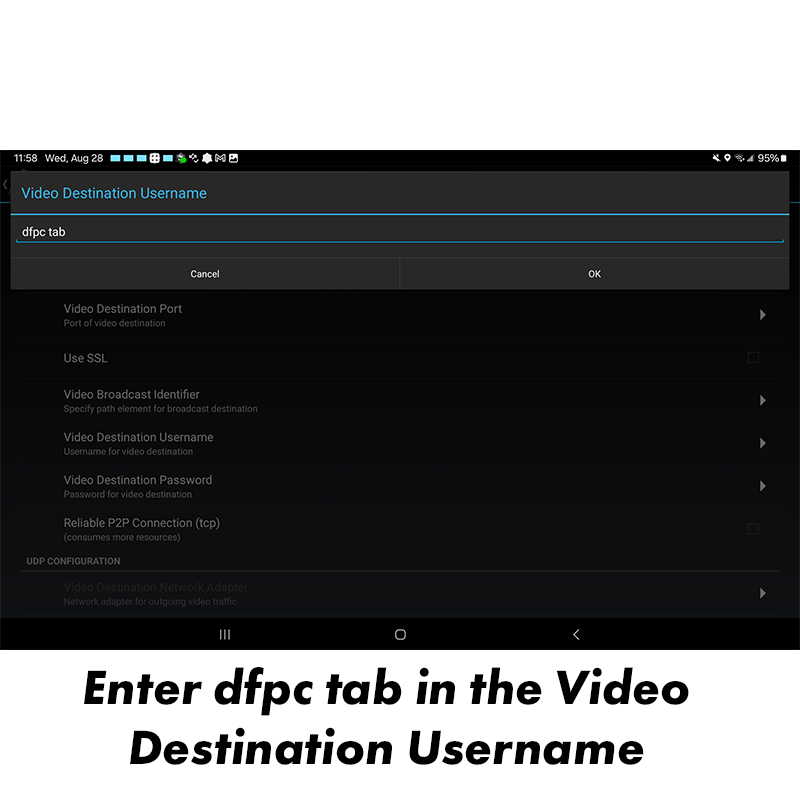 11:58 Wed, Aug 28 95%
Video Destination Username
dfpc tab
Cancel OK
Video Destination Port
Port of video destination
Use SSL
Video Broadcast Identifier
Specify path element for broadcast destination
Video Destination Username
Username for video destination
Video Destination Password
Password for video destination
Reliable P2P Connection (tcp)
(consumes more resources)
UDP CONFIGURATION
Video Destination Network Adapter
Network adapter for outgoing video traffic
Enter dfpc tab in the Video
Destination Username